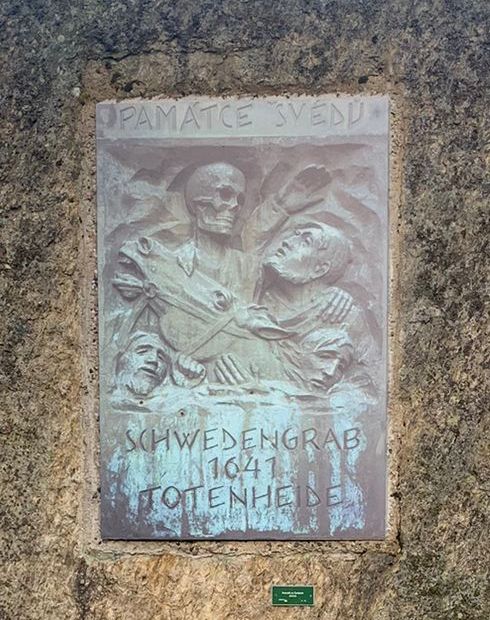 PAMÁTCE ŠVÉDŮ
SCHWEDENGRAB
1641
TOTENHEIDE